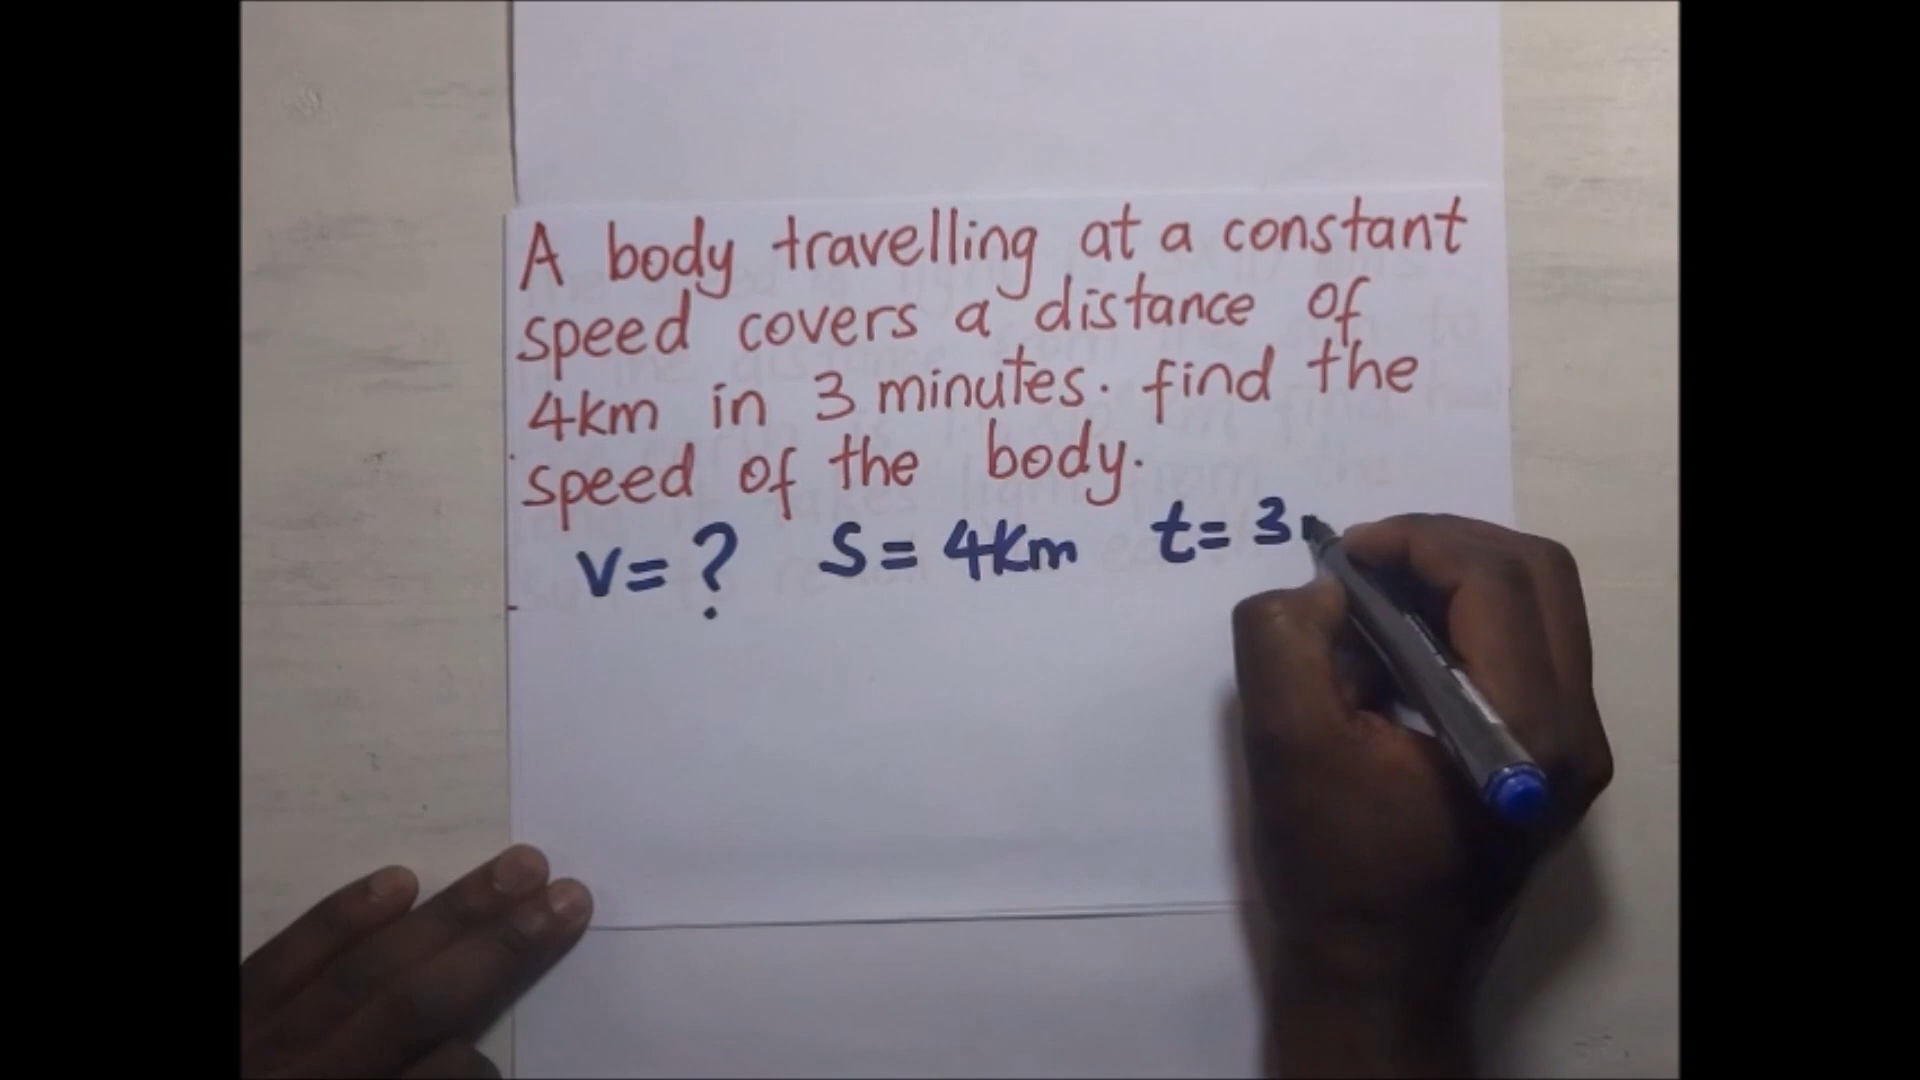 A body travelling at a constant
speed covers a distance of
4km in 3 minutes. find the
speed of the body.
v= ? S= 4Km t= 3